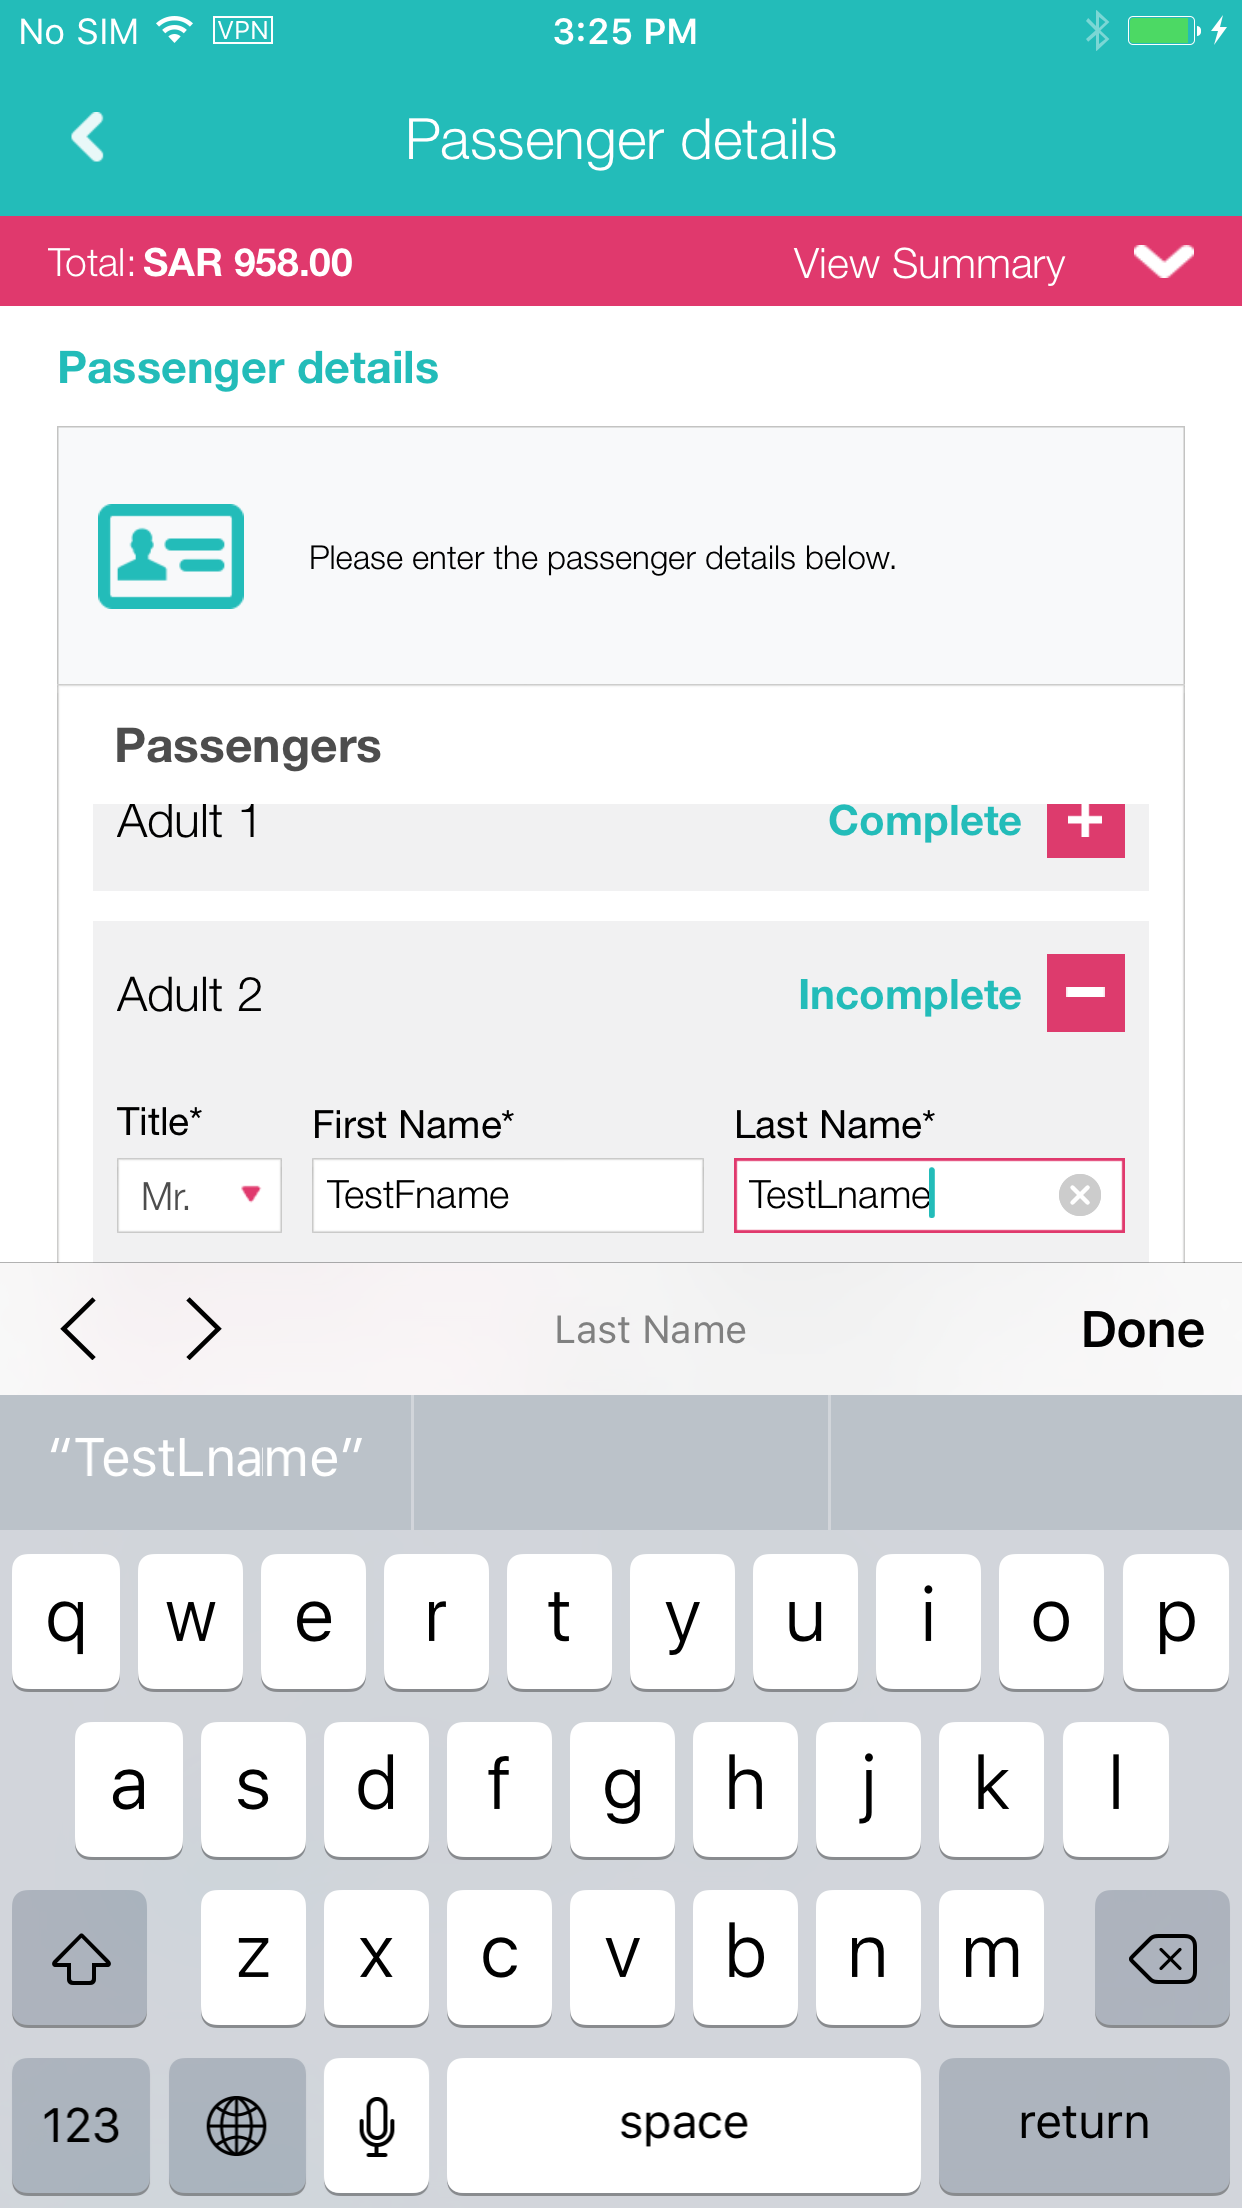 No SIM VPN 3:25 PM
Passenger details
Total: SAR 958.00 View Summary
Passenger details
Please enter the passenger details below.
Passengers
Adult 1 Complete +
Adult 2 Incomplete −
Title* First Name* Last Name*
Mr. TestFname TestLname
Last Name Done
“TestLname”
q w e r t y u i o p
a s d f g h j k l
z x c v b n m
123 space return